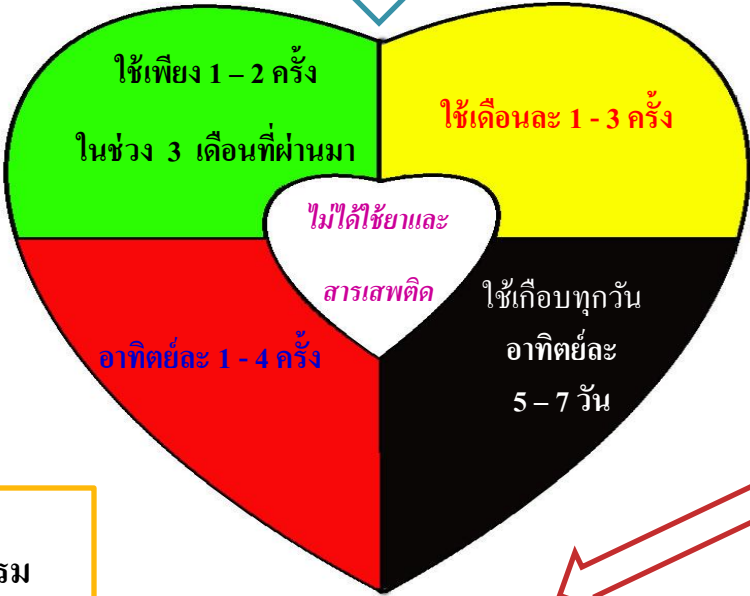 ใช้เพียง 1 – 2 ครั้ง
ในช่วง 3 เดือนที่ผ่านมา
ใช้เดือนละ 1 - 3 ครั้ง
ไม่ได้ใช้ยาและ
สารเสพติด
อาทิตย์ละ 1 - 4 ครั้ง
ใช้เกือบทุกวัน
อาทิตย์ละ
5 – 7 วัน